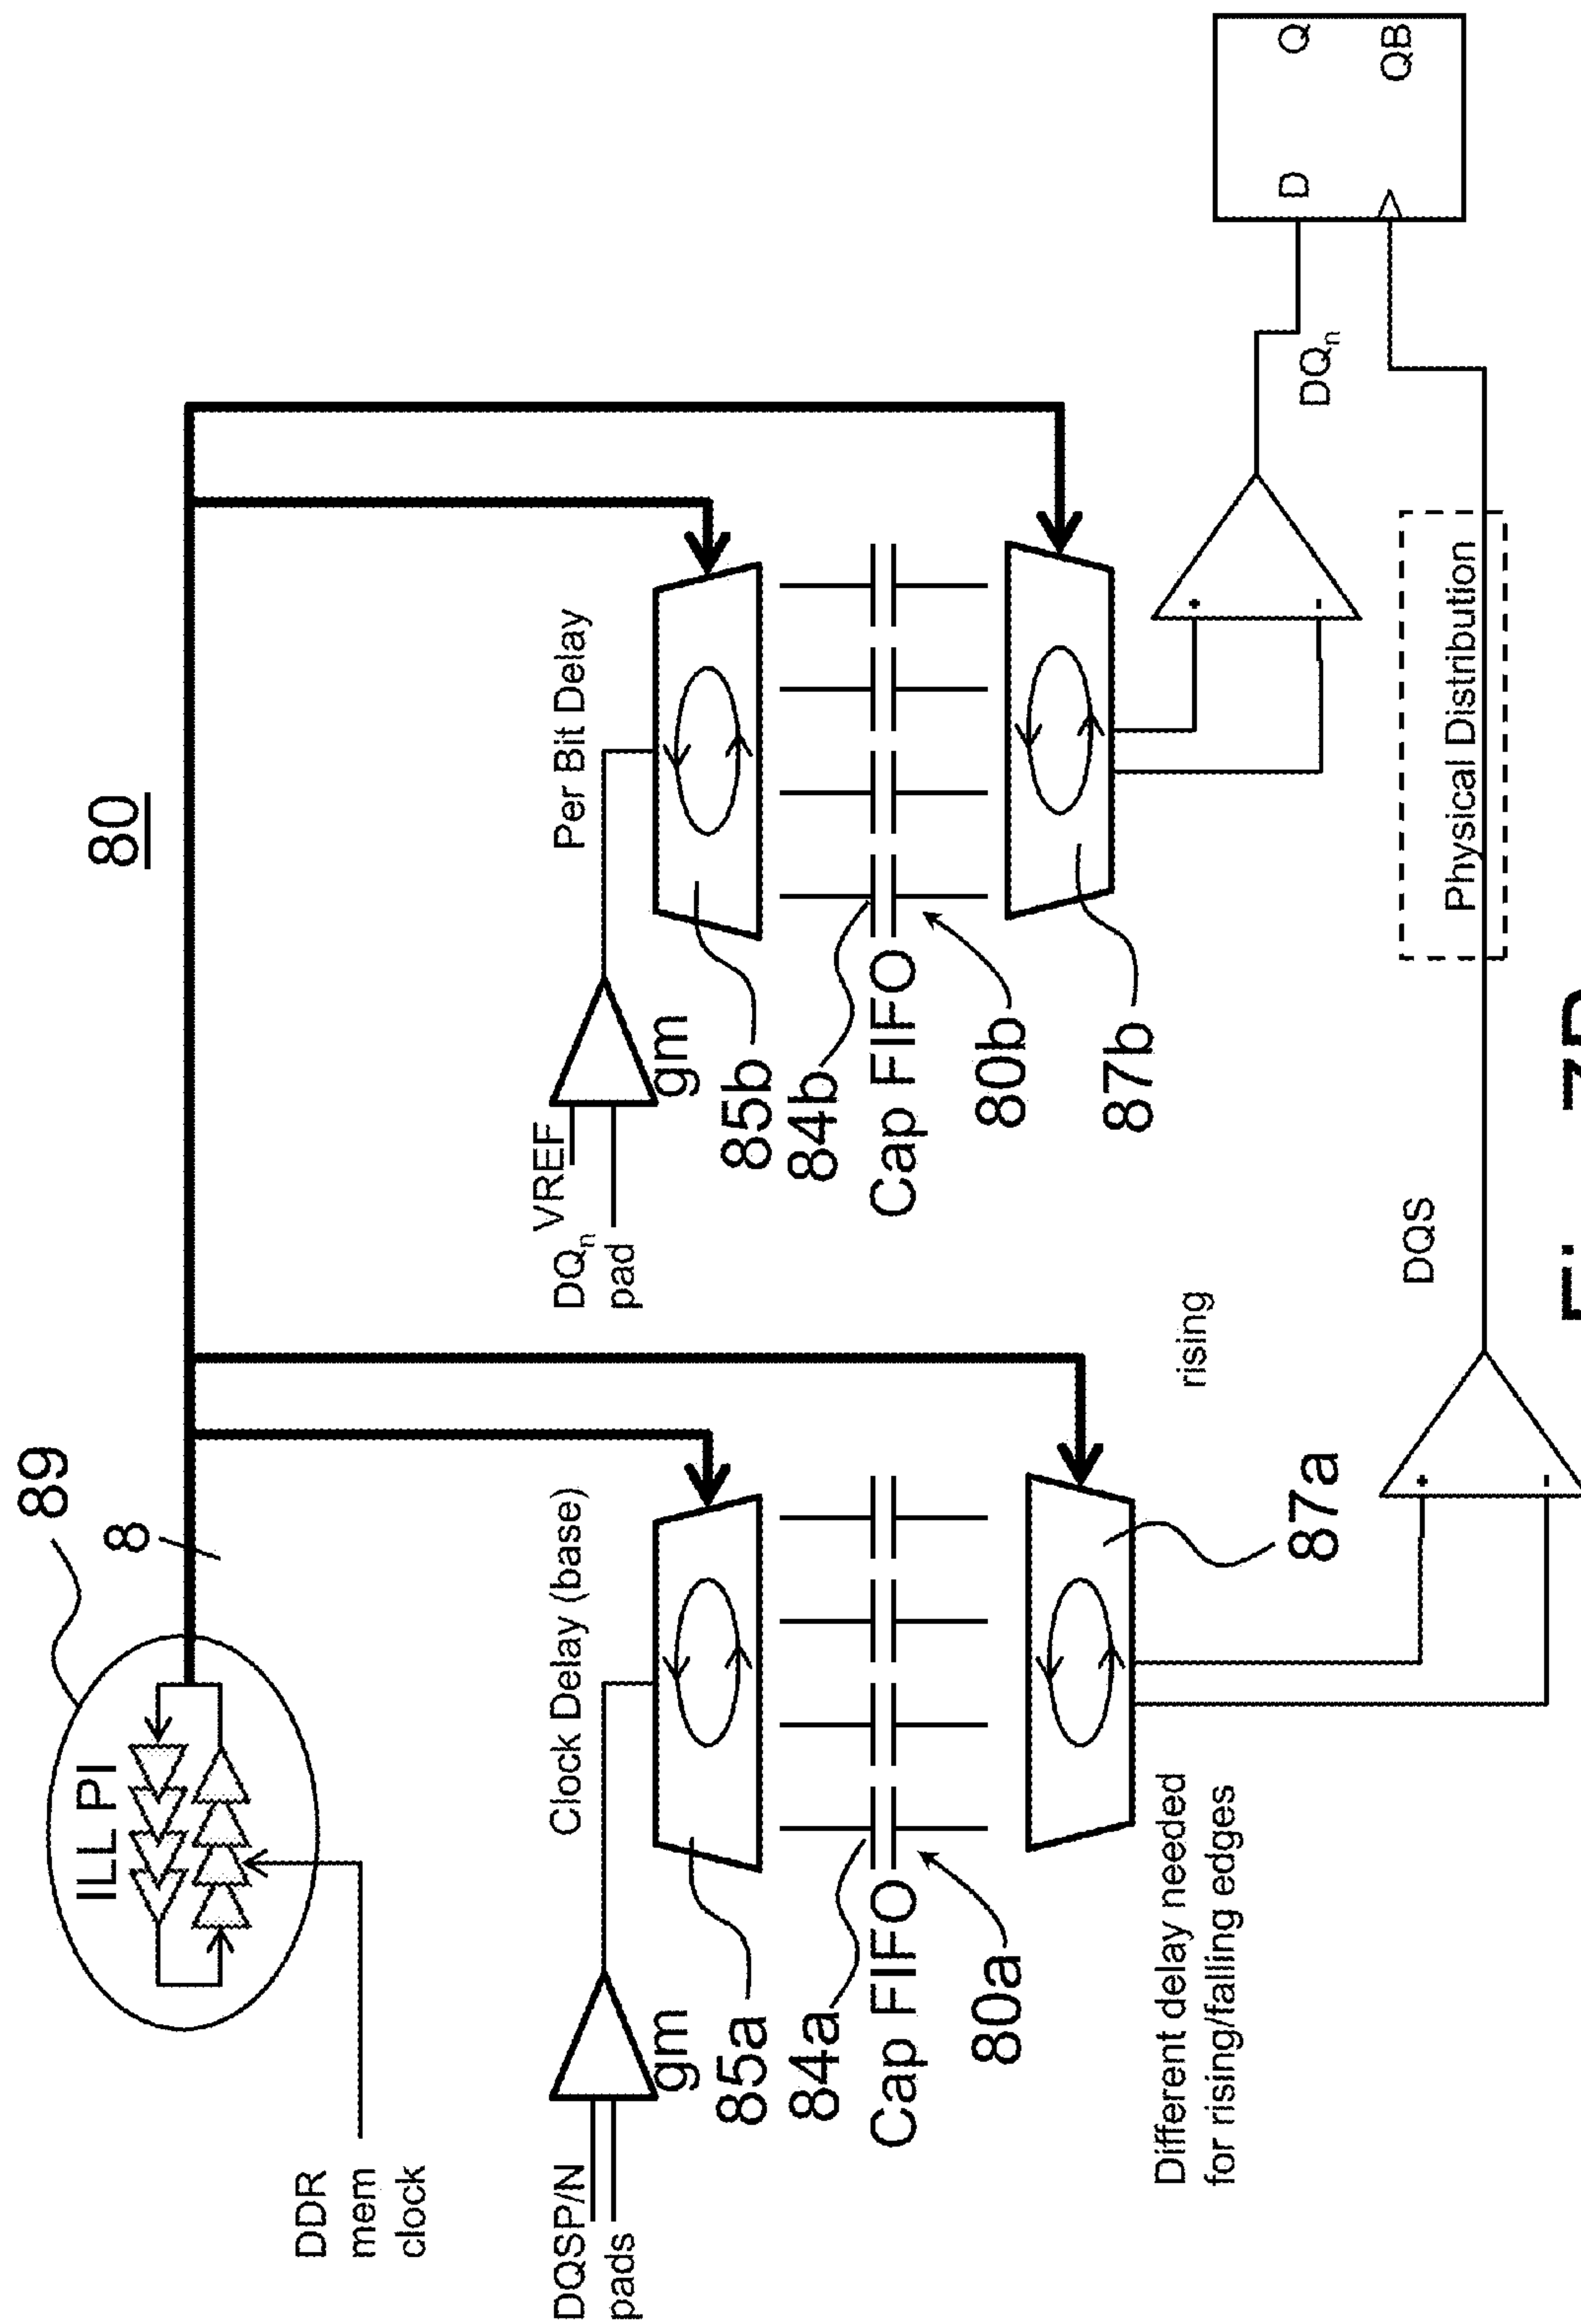 80
89
8
ILL PI
DDR
mem
clock
Clock Delay (base)
Per Bit Delay
DQSP/N
pads
gm
85a
84a
Cap FIFO
80a
Different delay needed
for rising/falling edges
87a
rising
VREF
DQn
pad
gm
85b
84b
Cap FIFO
80b
87b
+
-
DQS
Physical Distribution
+
-
DQn
D
Q
QB